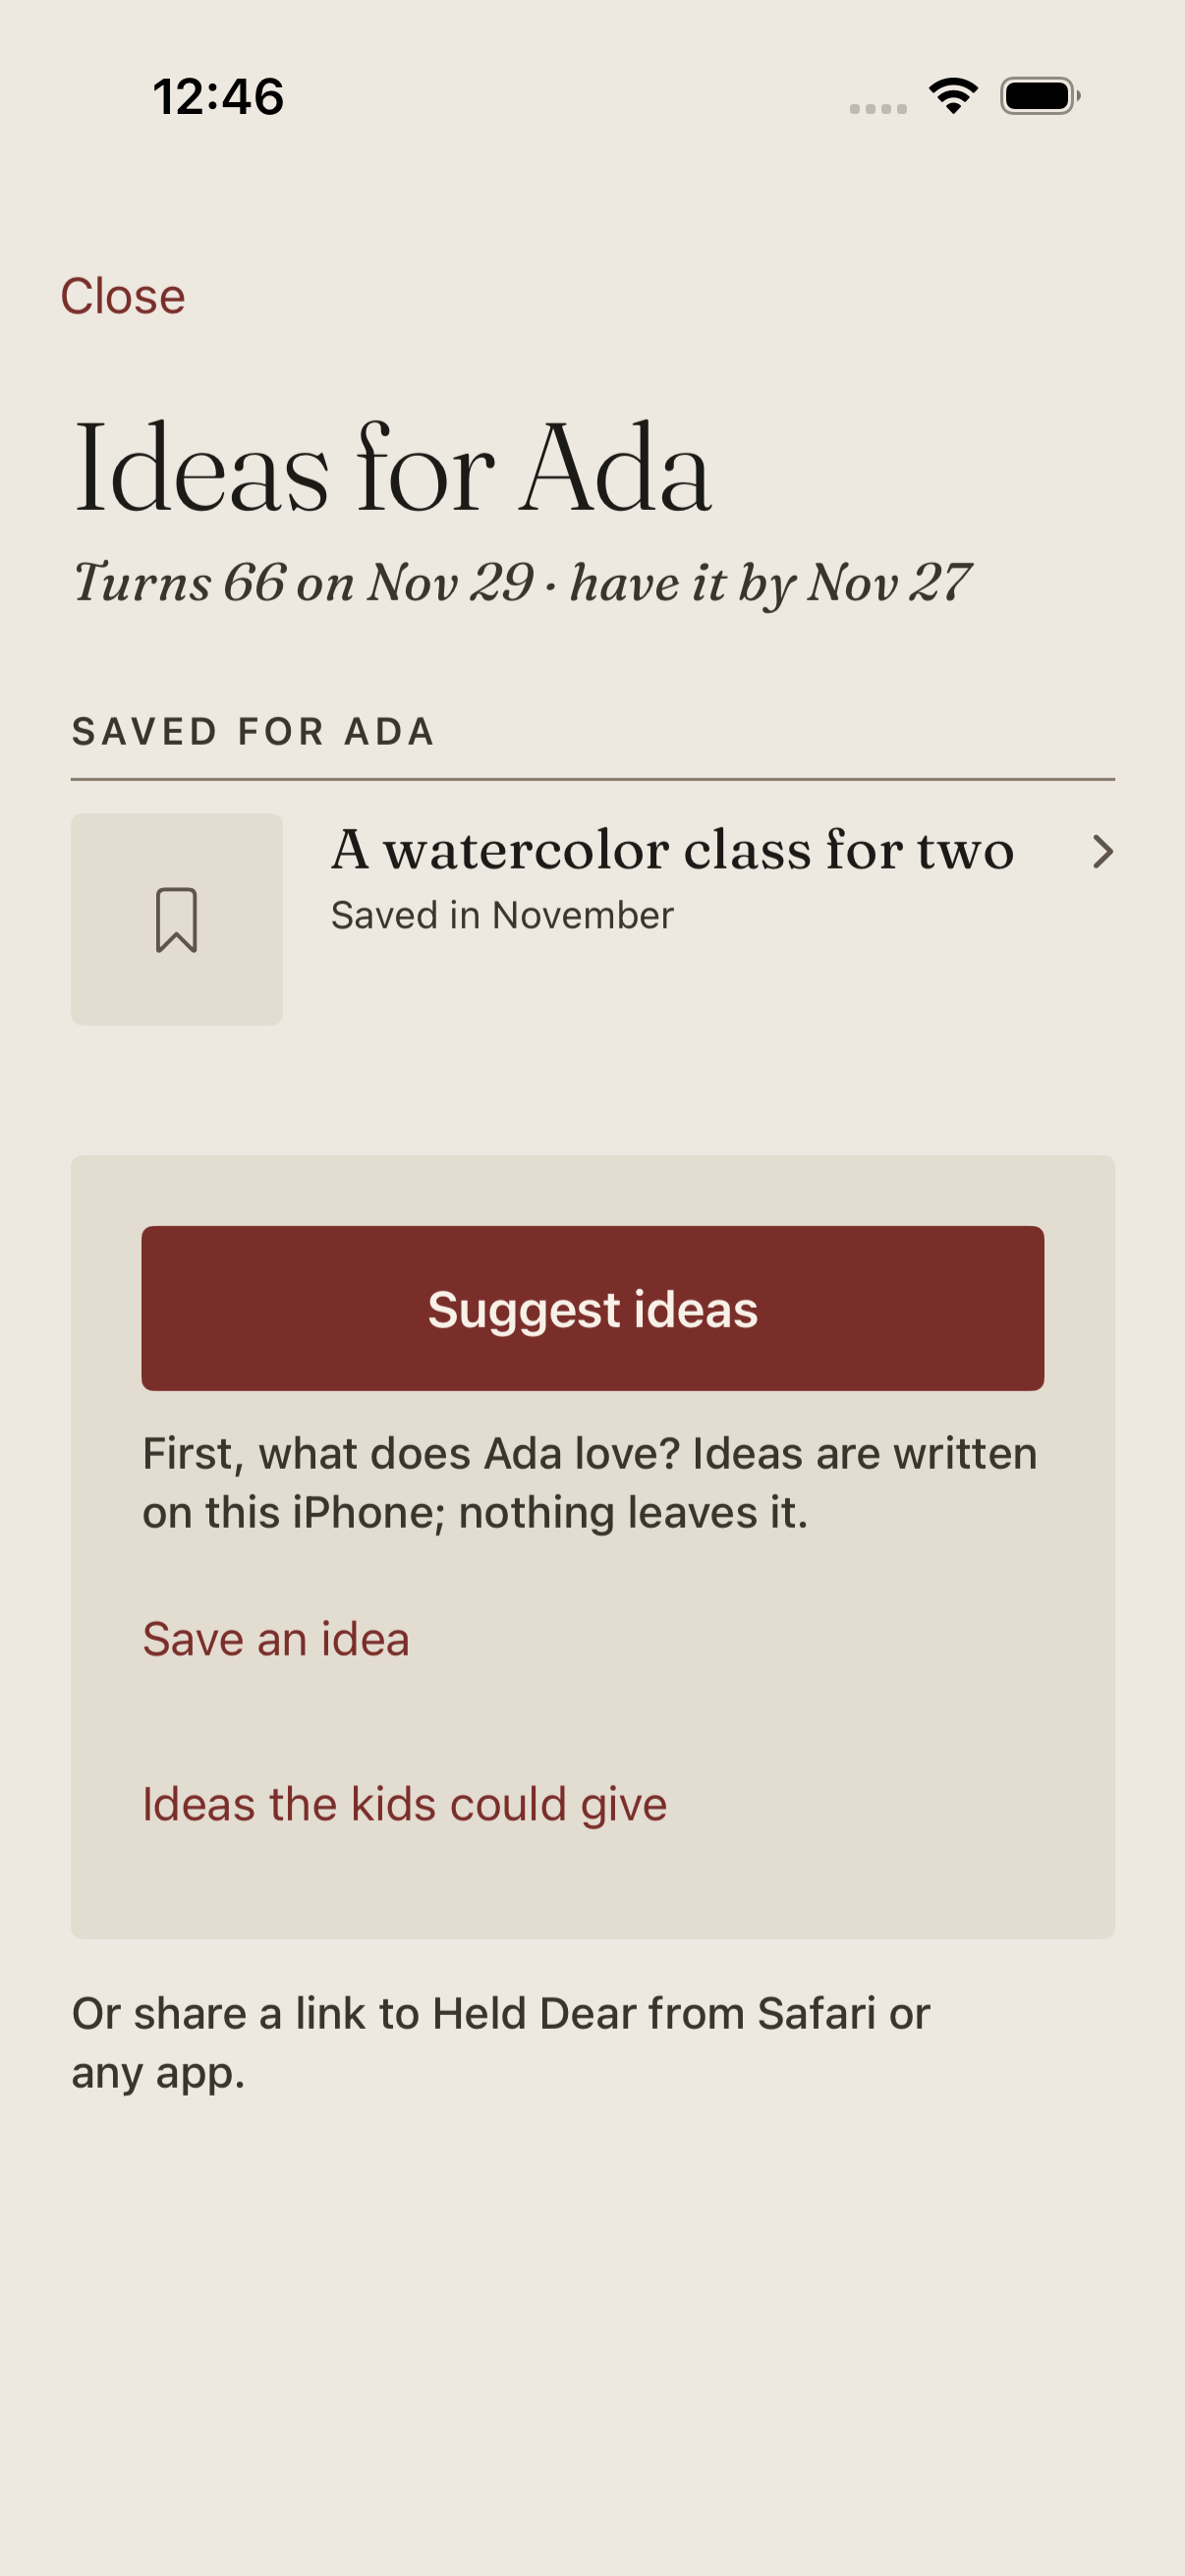 12:46
Close
Ideas for Ada
Turns 66 on Nov 29 · have it by Nov 27
SAVED FOR ADA
A watercolor class for two
Saved in November
Suggest ideas
First, what does Ada love? Ideas are written
on this iPhone; nothing leaves it.
Save an idea
Ideas the kids could give
Or share a link to Held Dear from Safari or
any app.